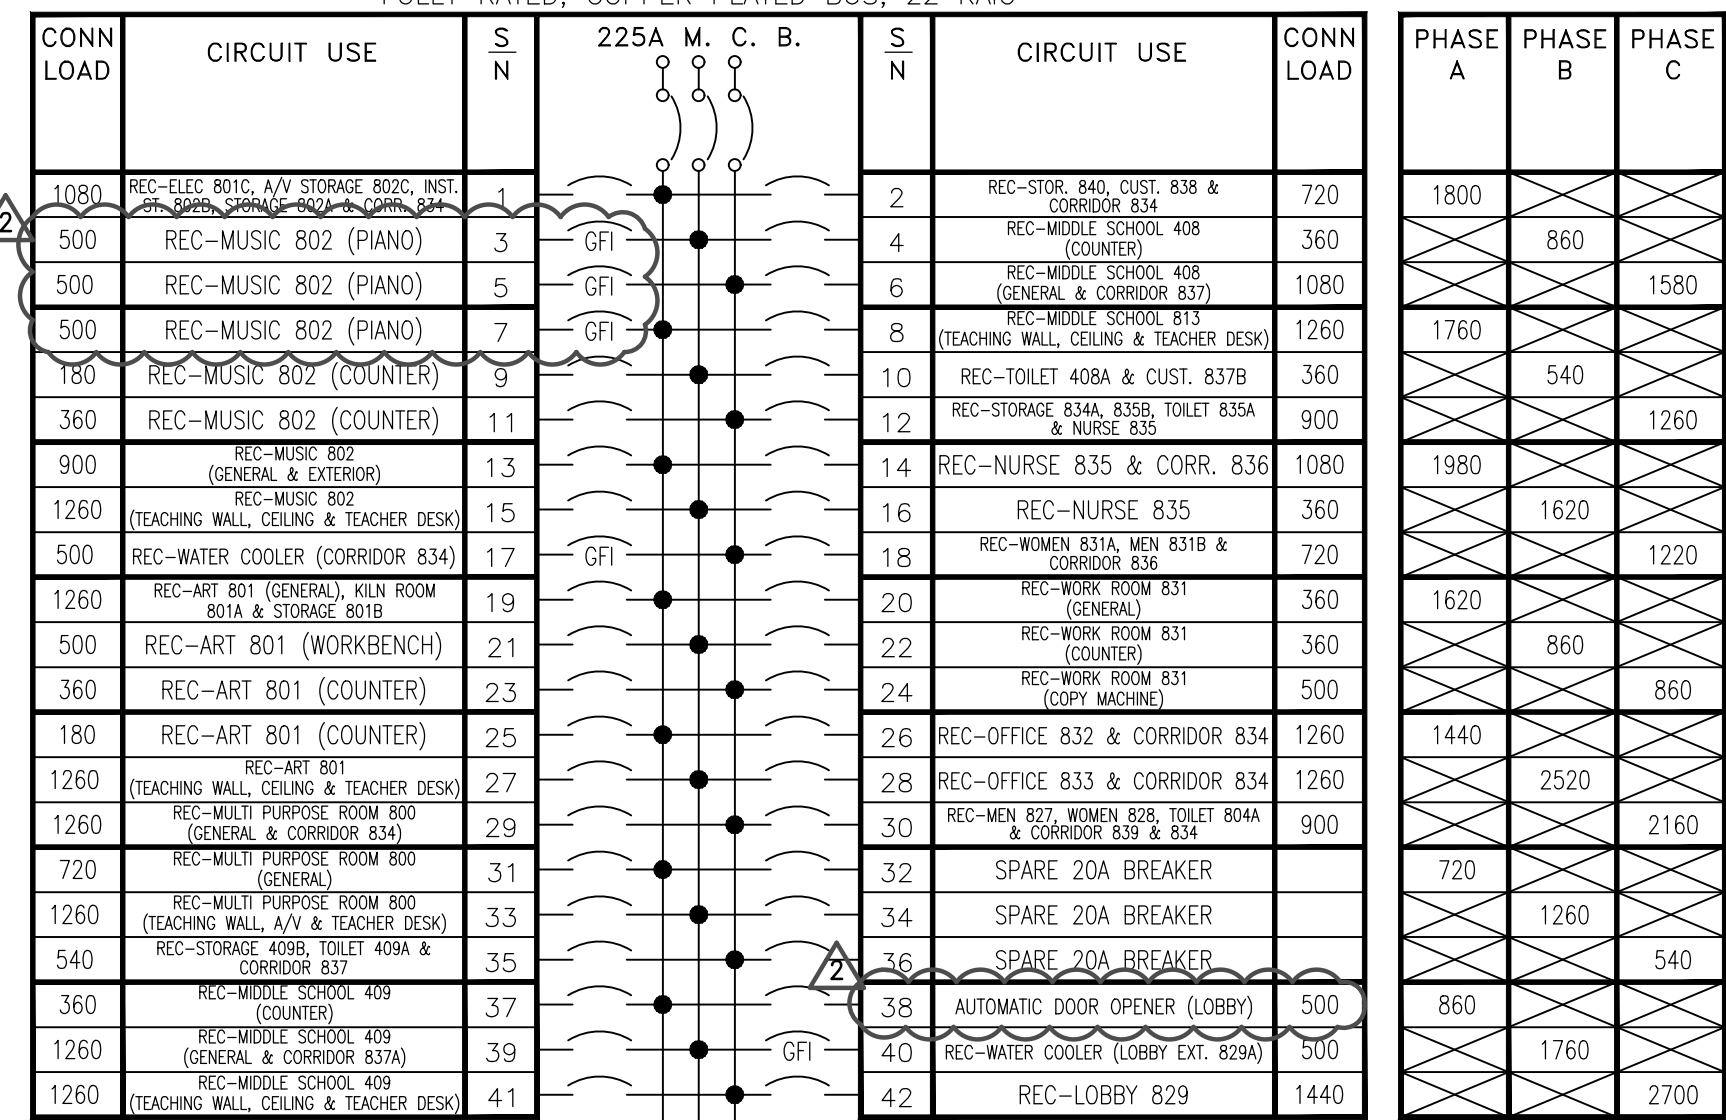 FULLY RATED, COPPER PLATED BUS, 22 KAIC
CONN LOAD CIRCUIT USE S/N 225A M. C. B. S/N CIRCUIT USE CONN LOAD PHASE A PHASE B PHASE C
1080 REC-ELEC 801C, A/V STORAGE 802C, INST. ST. 802B, STORAGE 802A & CORR. 834 1 2 REC-STOR. 840, CUST. 838 & CORRIDOR 834 720 1800
2
500 REC-MUSIC 802 (PIANO) 3 GFI 4 REC-MIDDLE SCHOOL 408 (COUNTER) 360 860
500 REC-MUSIC 802 (PIANO) 5 GFI 6 REC-MIDDLE SCHOOL 408 (GENERAL & CORRIDOR 837) 1080 1580
500 REC-MUSIC 802 (PIANO) 7 GFI 8 REC-MIDDLE SCHOOL 813 (TEACHING WALL, CEILING & TEACHER DESK) 1260 1760
180 REC-MUSIC 802 (COUNTER) 9 10 REC-TOILET 408A & CUST. 837B 360 540
360 REC-MUSIC 802 (COUNTER) 11 12 REC-STORAGE 834A, 835B, TOILET 835A & NURSE 835 900 1260
900 REC-MUSIC 802 (GENERAL & EXTERIOR) 13 14 REC-NURSE 835 & CORR. 836 1080 1980
1260 REC-MUSIC 802 (TEACHING WALL, CEILING & TEACHER DESK) 15 16 REC-NURSE 835 360 1620
500 REC-WATER COOLER (CORRIDOR 834) 17 GFI 18 REC-WOMEN 831A, MEN 831B & CORRIDOR 836 720 1220
1260 REC-ART 801 (GENERAL), KILN ROOM 801A & STORAGE 801B 19 20 REC-WORK ROOM 831 (GENERAL) 360 1620
500 REC-ART 801 (WORKBENCH) 21 22 REC-WORK ROOM 831 (COUNTER) 360 860
360 REC-ART 801 (COUNTER) 23 24 REC-WORK ROOM 831 (COPY MACHINE) 500 860
180 REC-ART 801 (COUNTER) 25 26 REC-OFFICE 832 & CORRIDOR 834 1260 1440
1260 REC-ART 801 (TEACHING WALL, CEILING & TEACHER DESK) 27 28 REC-OFFICE 833 & CORRIDOR 834 1260 2520
1260 REC-MULTI PURPOSE ROOM 800 (GENERAL & CORRIDOR 834) 29 30 REC-MEN 827, WOMEN 828, TOILET 804A & CORRIDOR 839 & 834 900 2160
720 REC-MULTI PURPOSE ROOM 800 (GENERAL) 31 32 SPARE 20A BREAKER 720
1260 REC-MULTI PURPOSE ROOM 800 (TEACHING WALL, A/V & TEACHER DESK) 33 34 SPARE 20A BREAKER 1260
540 REC-STORAGE 409B, TOILET 409A & CORRIDOR 837 35 36 SPARE 20A BREAKER 540
2
360 REC-MIDDLE SCHOOL 409 (COUNTER) 37 38 AUTOMATIC DOOR OPENER (LOBBY) 500 860
1260 REC-MIDDLE SCHOOL 409 (GENERAL & CORRIDOR 837A) 39 GFI 40 REC-WATER COOLER (LOBBY EXT. 829A) 500 1760
1260 REC-MIDDLE SCHOOL 409 (TEACHING WALL, CEILING & TEACHER DESK) 41 42 REC-LOBBY 829 1440 2700